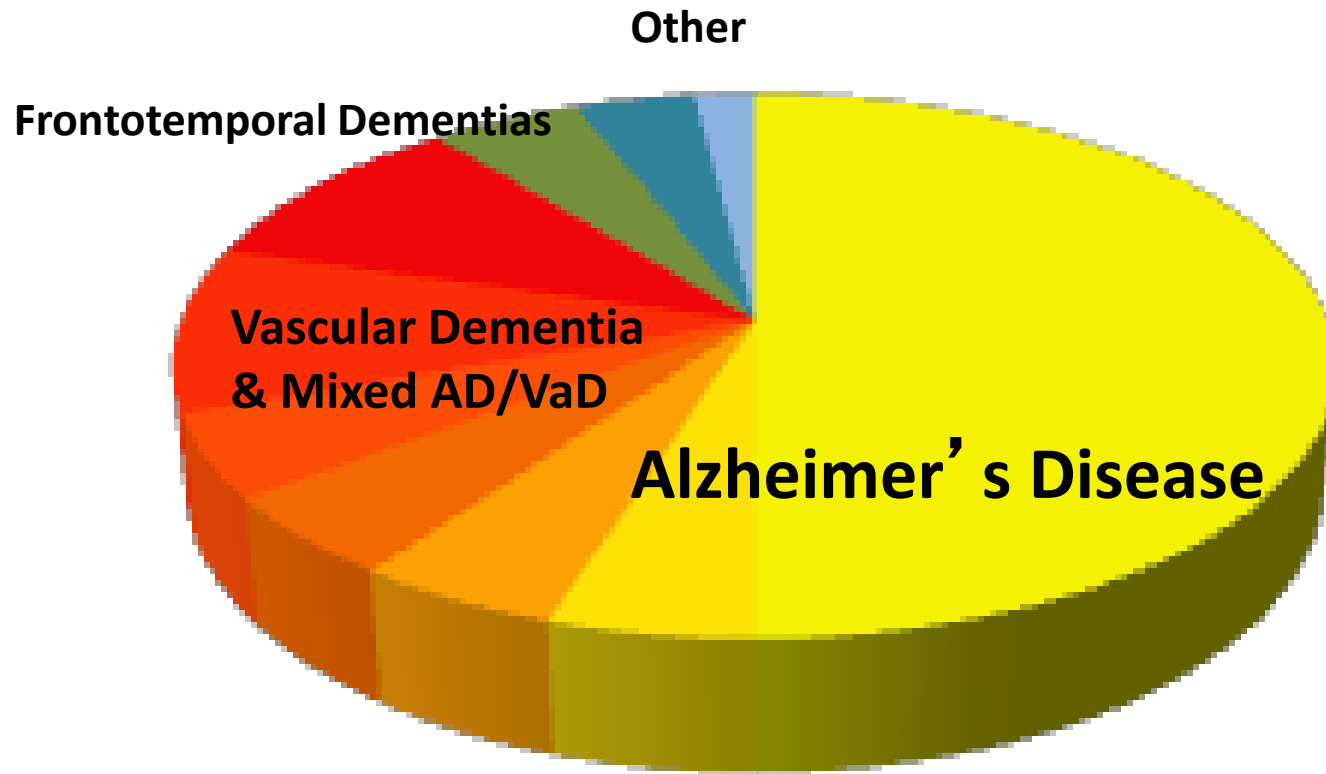 Other
Frontotemporal Dementias
Vascular Dementia
& Mixed AD/VaD
Alzheimer’s Disease